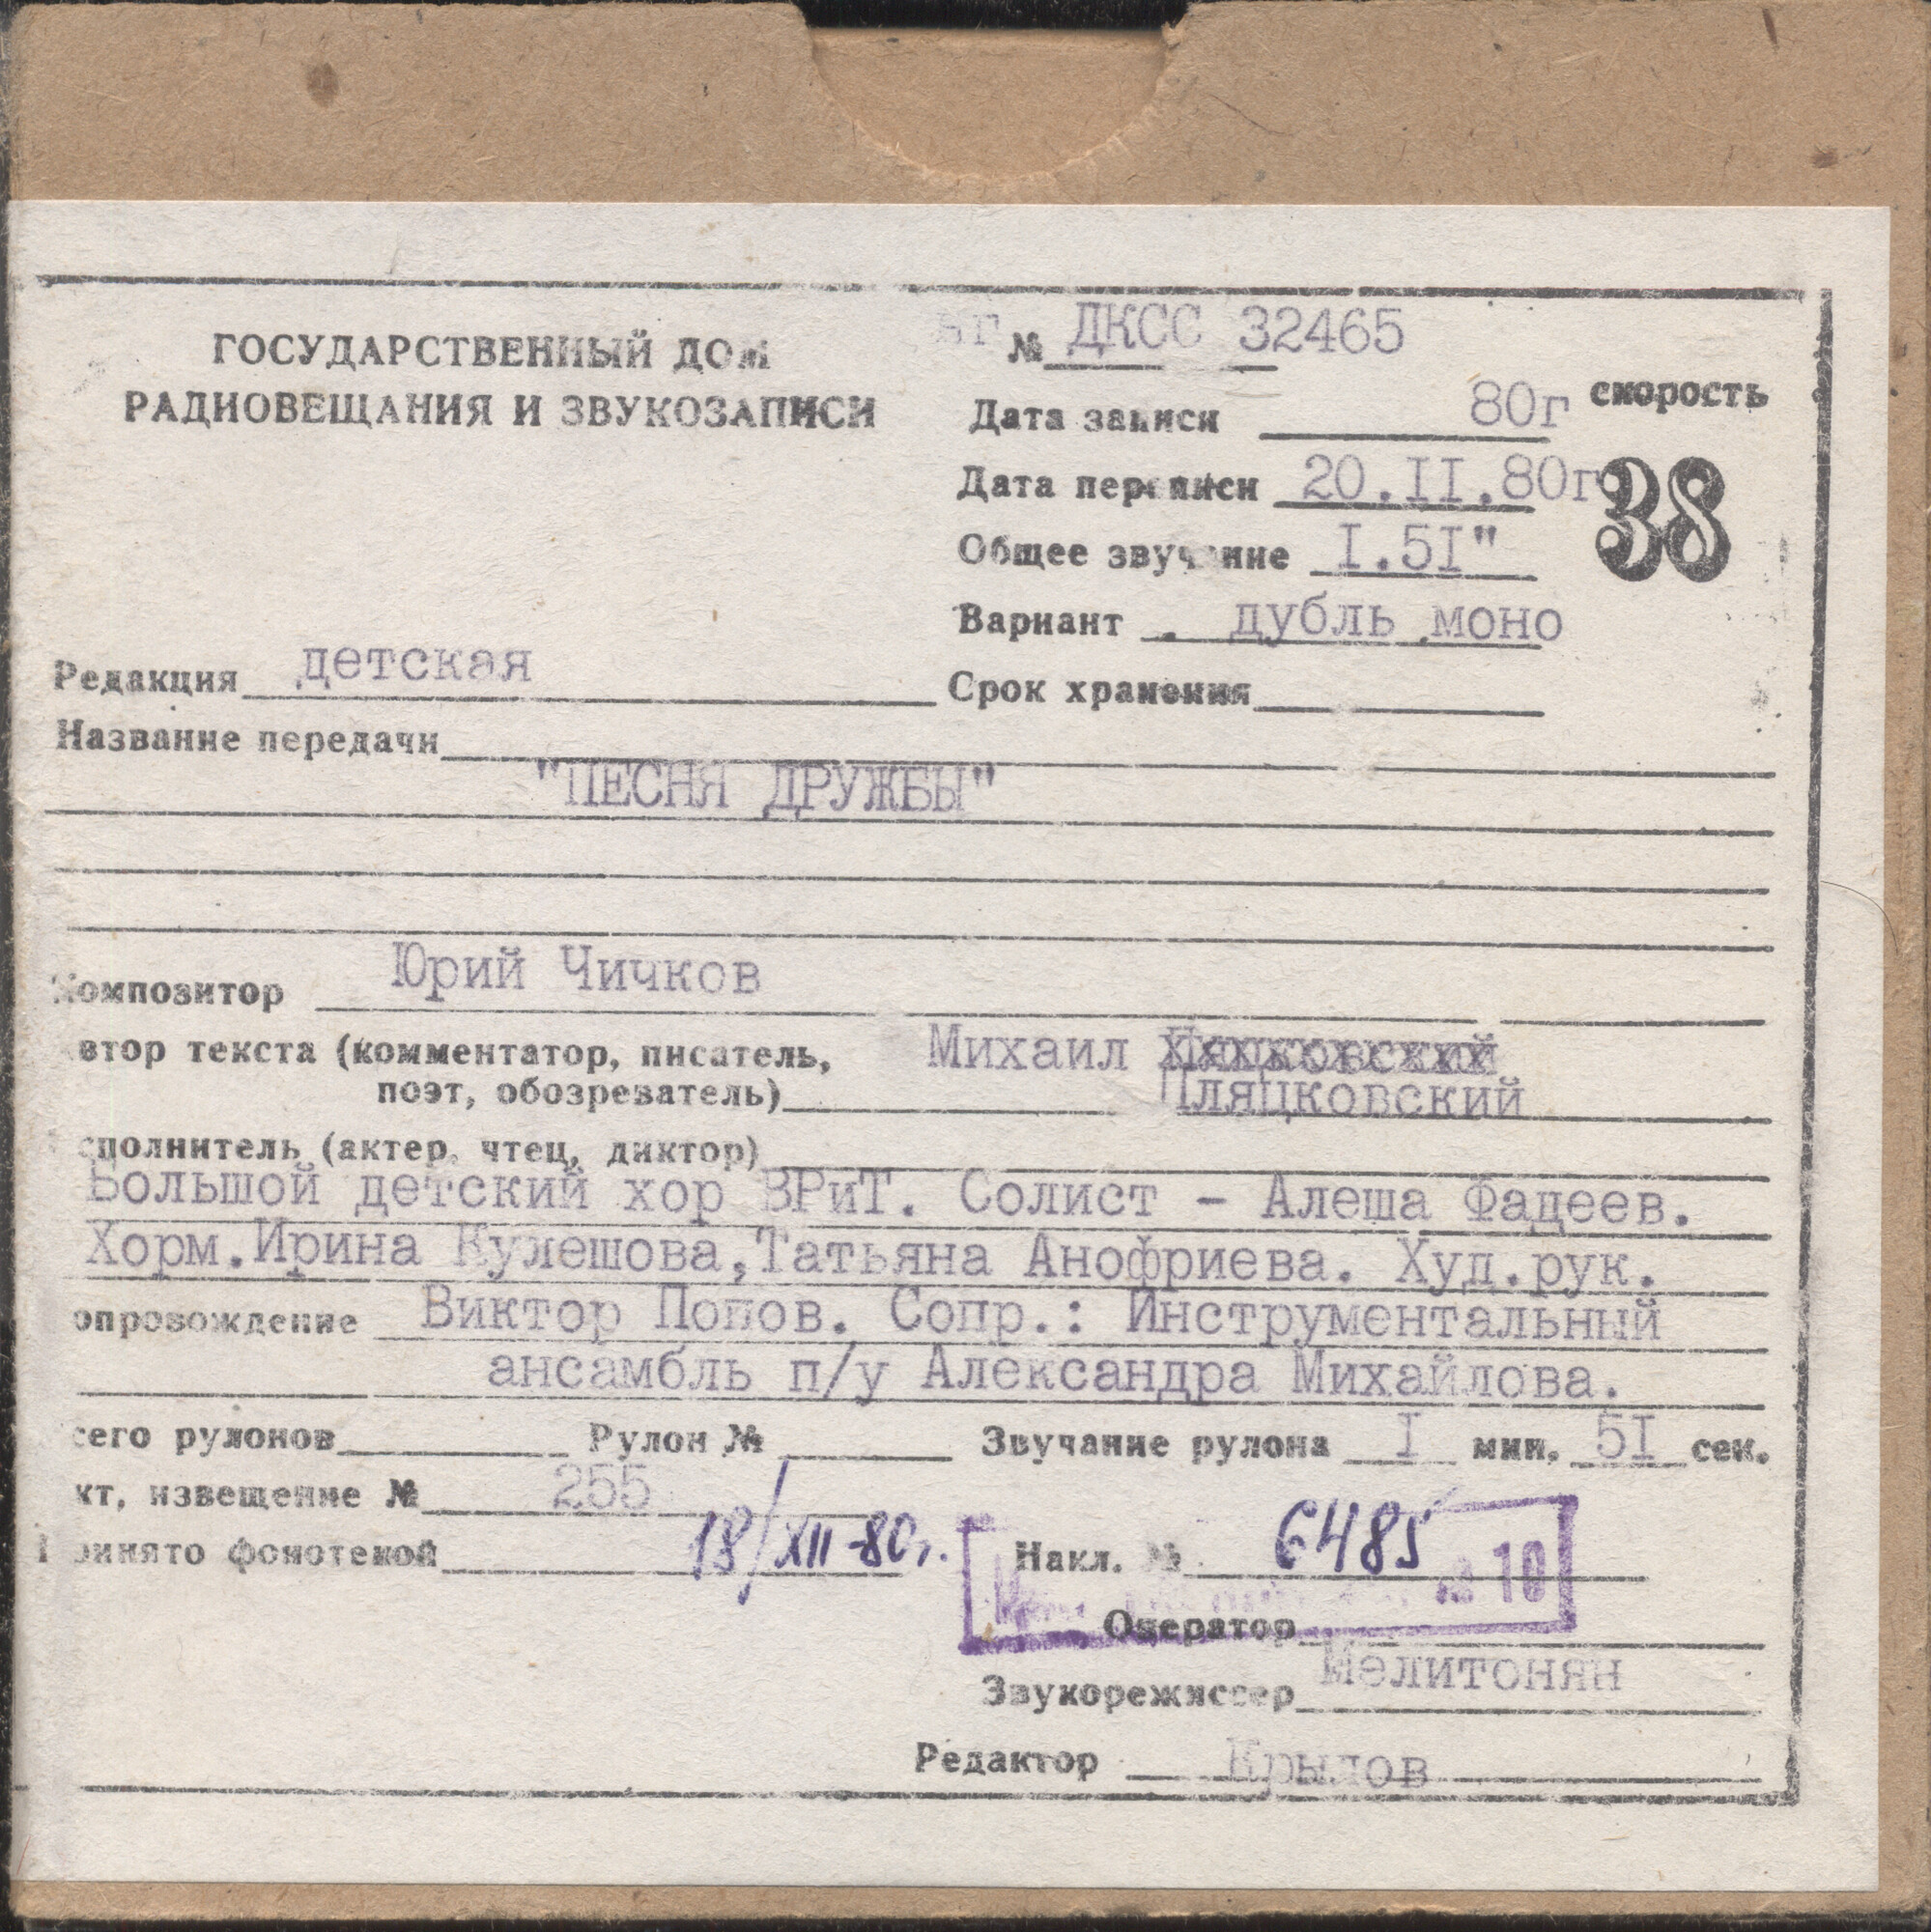 ГОСУДАРСТВЕННЫЙ ДОМ
РАДИОВЕЩАНИЯ И ЗВУКОЗАПИСИ
№ ДКСС 32465
Дата записи 80г
скорость
Дата переписи 20.II.80г
38
Общее звучание I.5I"
Вариант дубль моно
Редакция детская
Срок хранения
Название передачи
"ПЕСНЯ ДРУЖБЫ"
Композитор Юрий Чичков
втор текста (комментатор, писатель, Михаил
поэт, обозреватель) Пляцковский
сполнитель (актер, чтец, диктор)
Большой детский хор ВРиТ. Солист - Алеша Фадеев.
Хорм.Ирина Кулешова,Татьяна Анофриева. Худ.рук.
опровождение Виктор Попов. Сопр.: Инструментальный
ансамбль п/у Александра Михайлова.
сего рулонов Рулон № Звучание рулона I мин. 5I сек.
кт, извещение № 255
Принято фонотекой 18/XII-80г. Накл. № 6485
№ 10
Оператор
Звукорежиссер Мелитонян
Редактор Крылов